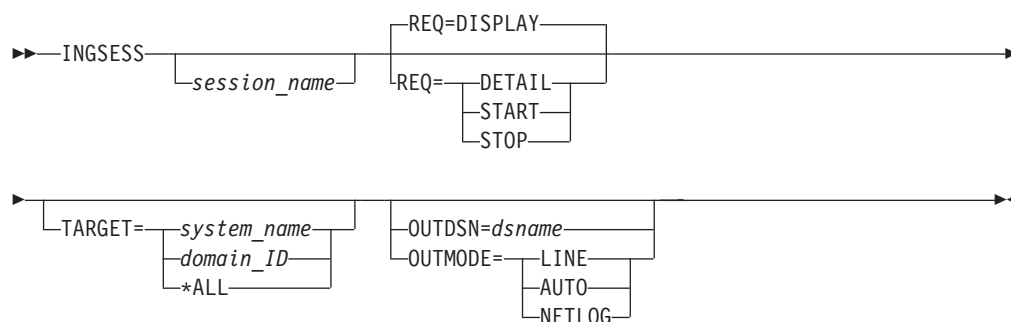 REQ=DISPLAY
INGSESS
session_name
REQ=
DETAIL
START
STOP
TARGET=
system_name
domain_ID
*ALL
OUTDSN=dsname
OUTMODE=
LINE
AUTO
NETLOG